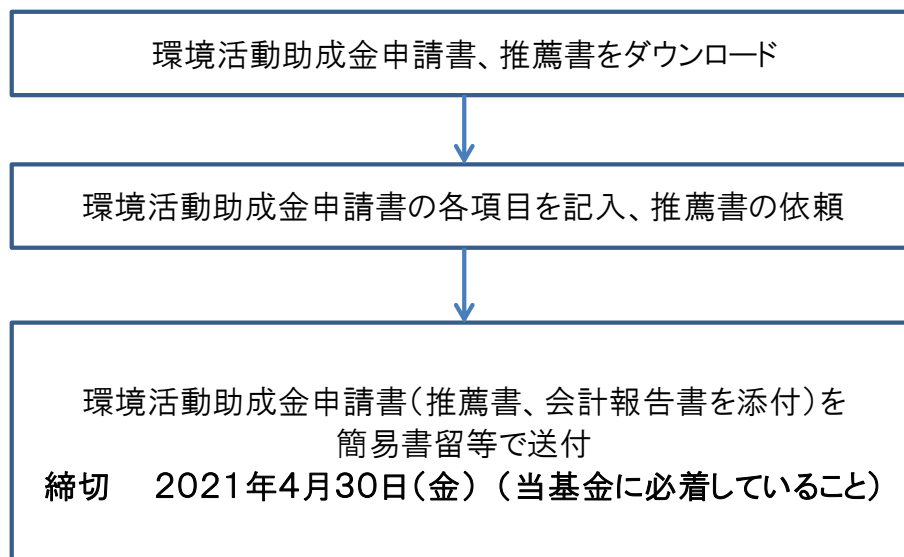 環境活動助成金申請書、推薦書をダウンロード
環境活動助成金申請書の各項目を記入、推薦書の依頼
環境活動助成金申請書(推薦書、会計報告書を添付)を
簡易書留等で送付
締切　2021年4月30日(金)(当基金に必着していること)